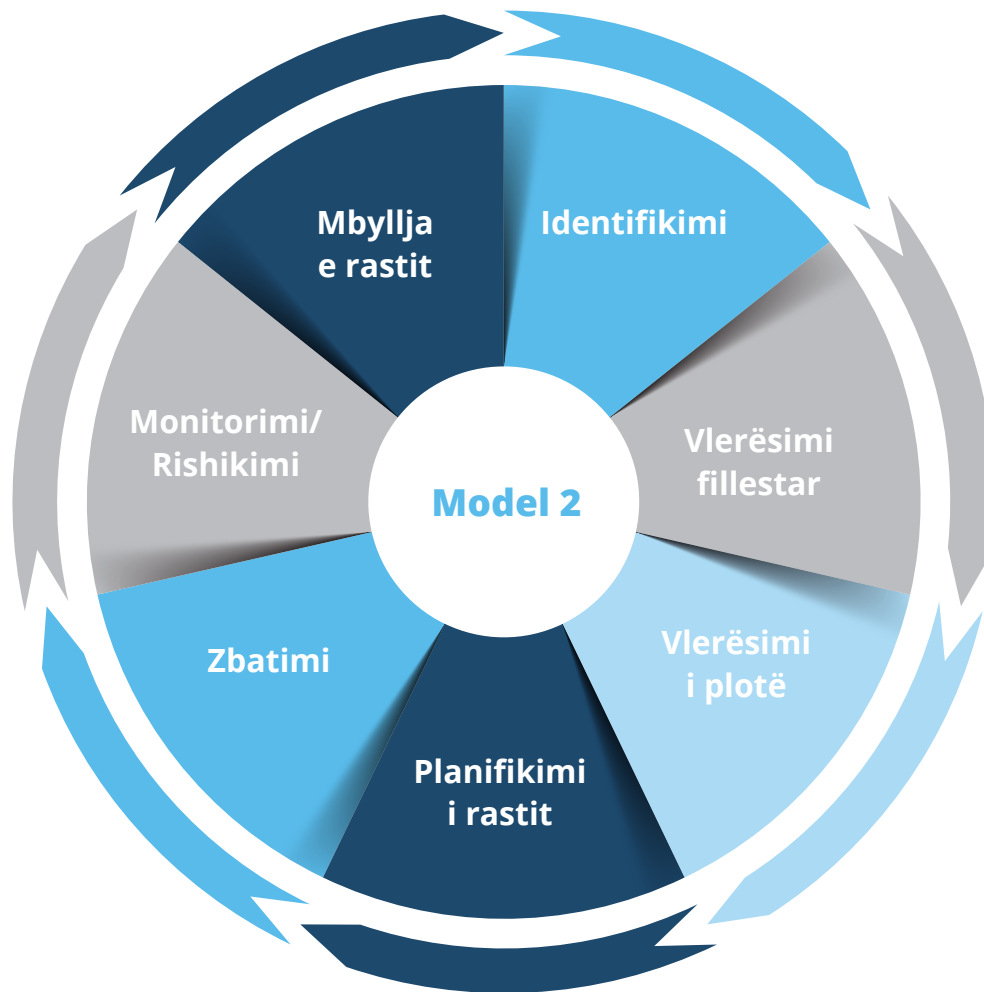 Identifikimi
Vlerësimi
fillestar
Vlerësimi
i plotë
Planifikimi
i rastit
Zbatimi
Monitorimi/
Rishikimi
Mbyllja
e rastit
Model 2